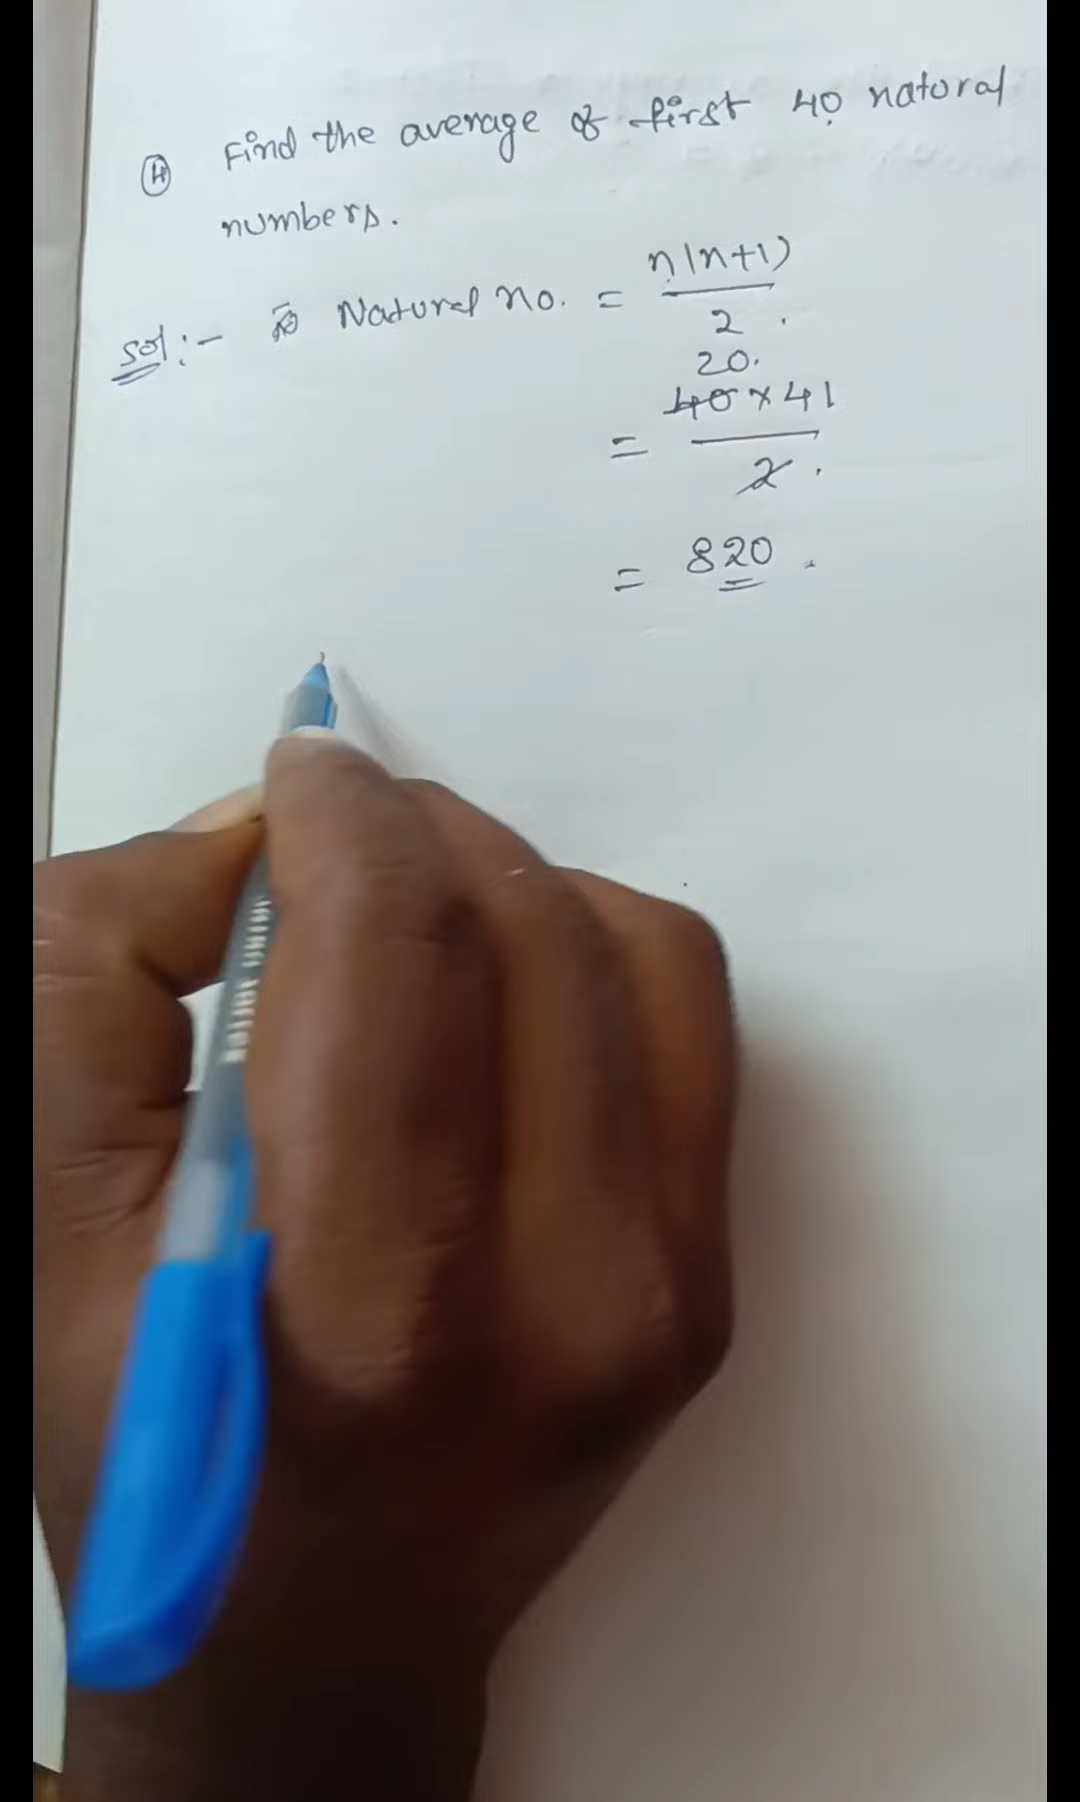 4 Find the average of first 40 natural
numbers.
Sol:- Natural no. = n(n+1)
2
20.
= 40 x 41
2
= 820.